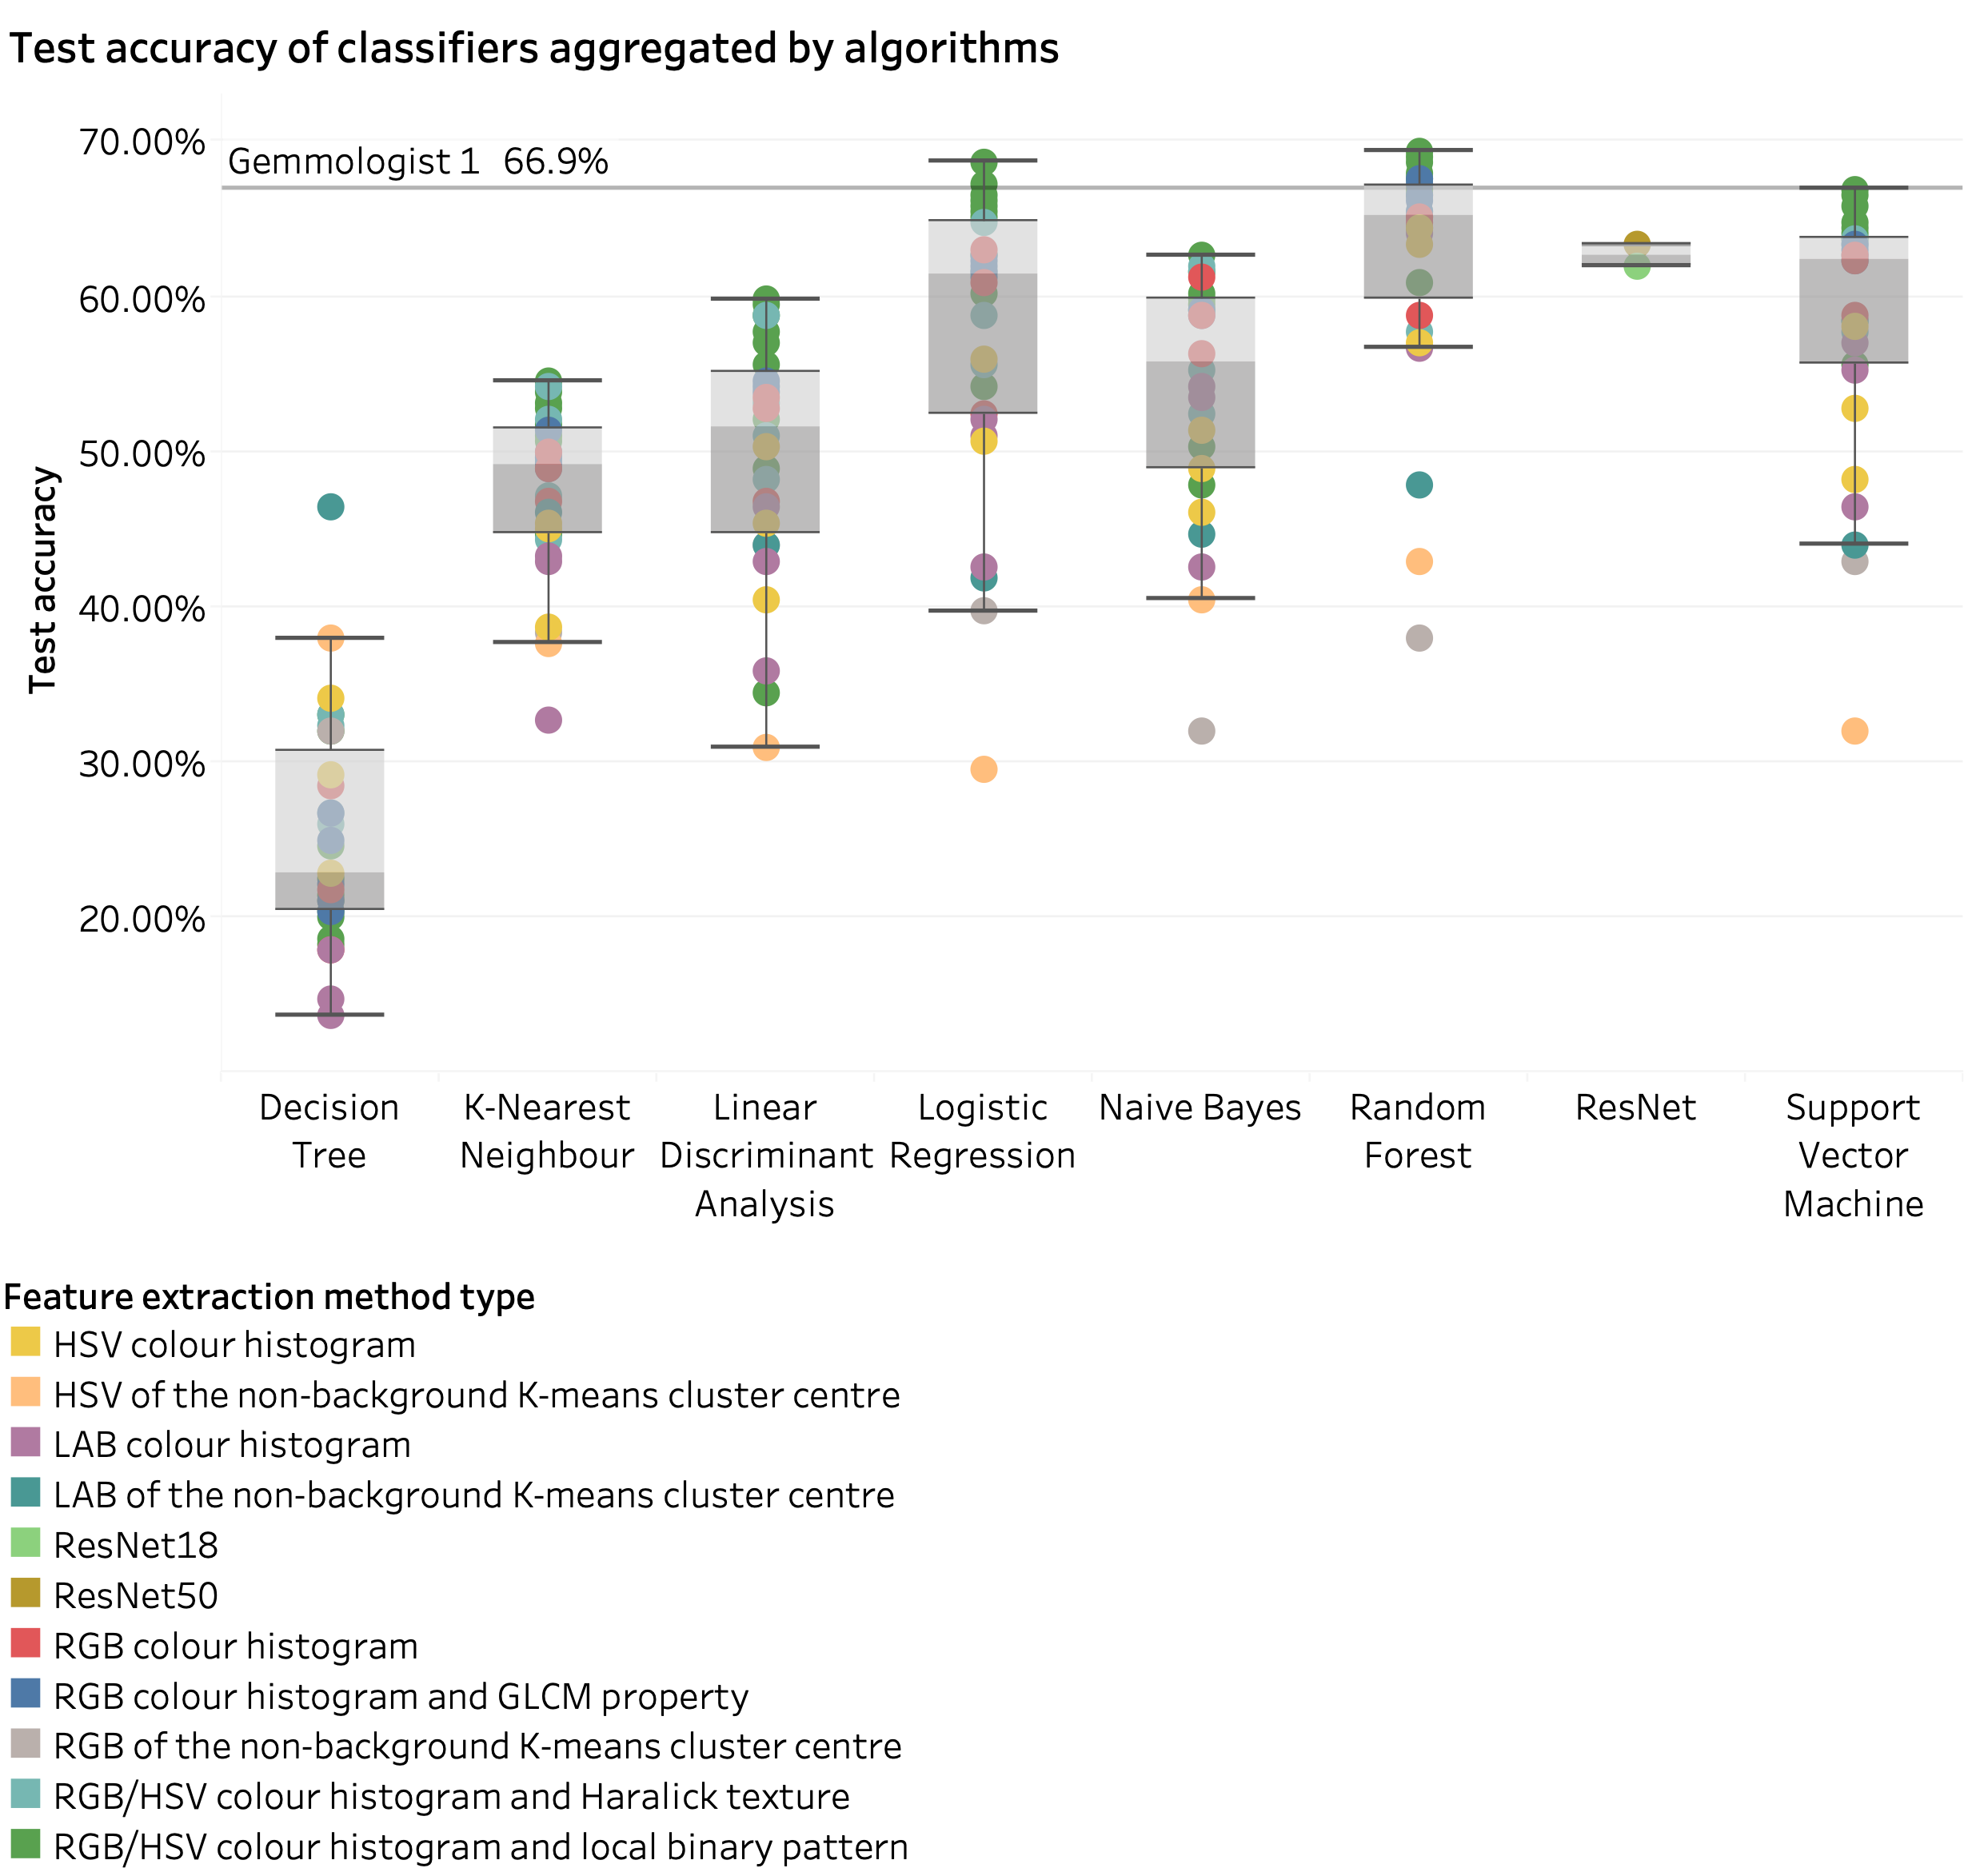 Test accuracy of classifiers aggregated by algorithms
70.00%
Gemmologist 1 66.9%
60.00%
50.00%
40.00%
30.00%
20.00%
Test accuracy
Decision
Tree
K-Nearest
Neighbour
Linear
Discriminant
Analysis
Logistic
Regression
Naive Bayes
Random
Forest
ResNet
Support
Vector
Machine
Feature extraction method type
HSV colour histogram
HSV of the non-background K-means cluster centre
LAB colour histogram
LAB of the non-background K-means cluster centre
ResNet18
ResNet50
RGB colour histogram
RGB colour histogram and GLCM property
RGB of the non-background K-means cluster centre
RGB/HSV colour histogram and Haralick texture
RGB/HSV colour histogram and local binary pattern